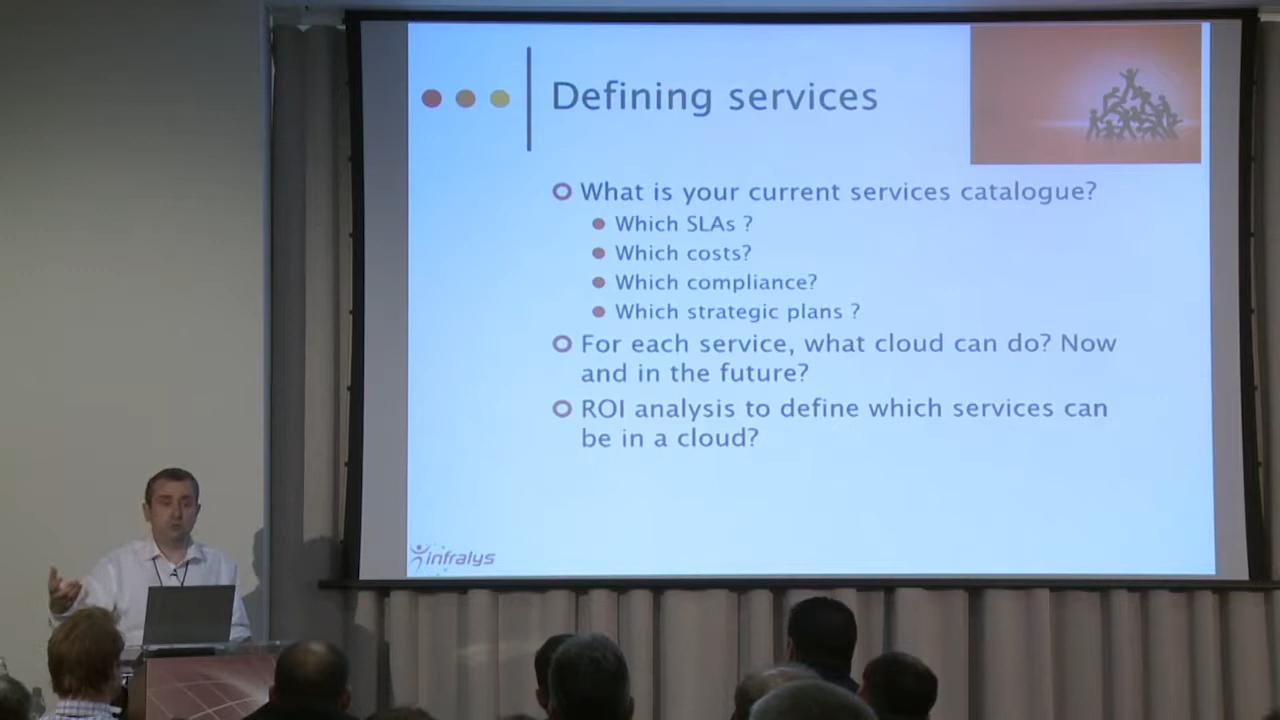 Defining services
What is your current services catalogue?
Which SLAs ?
Which costs?
Which compliance?
Which strategic plans ?
For each service, what cloud can do? Now
and in the future?
ROI analysis to define which services can
be in a cloud?
infralys